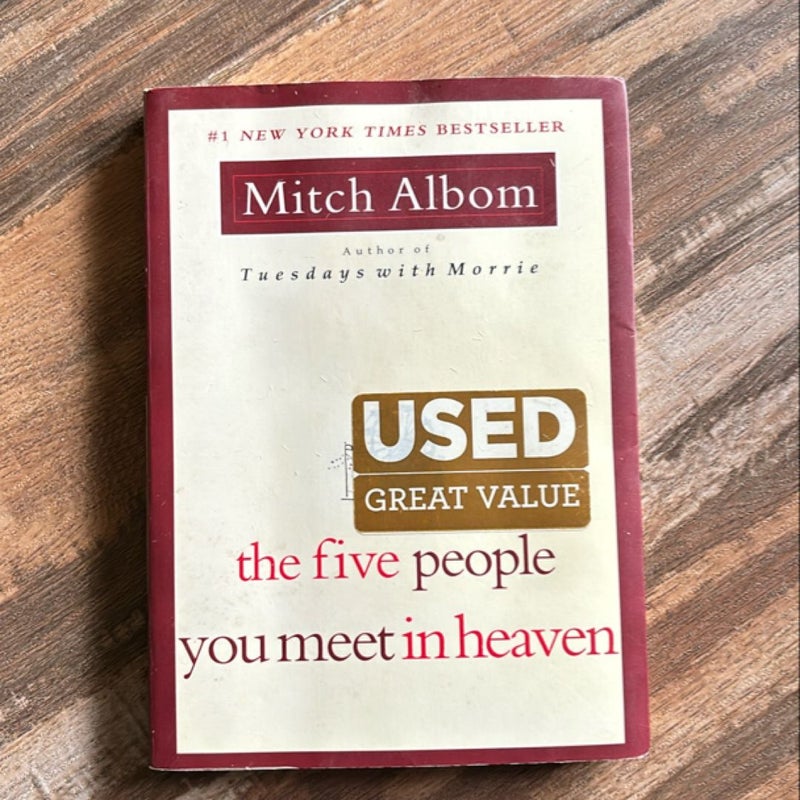 #1 NEW YORK TIMES BESTSELLER
Mitch Albom
Author of
Tuesdays with Morrie
USED
GREAT VALUE
the five people
you meet in heaven